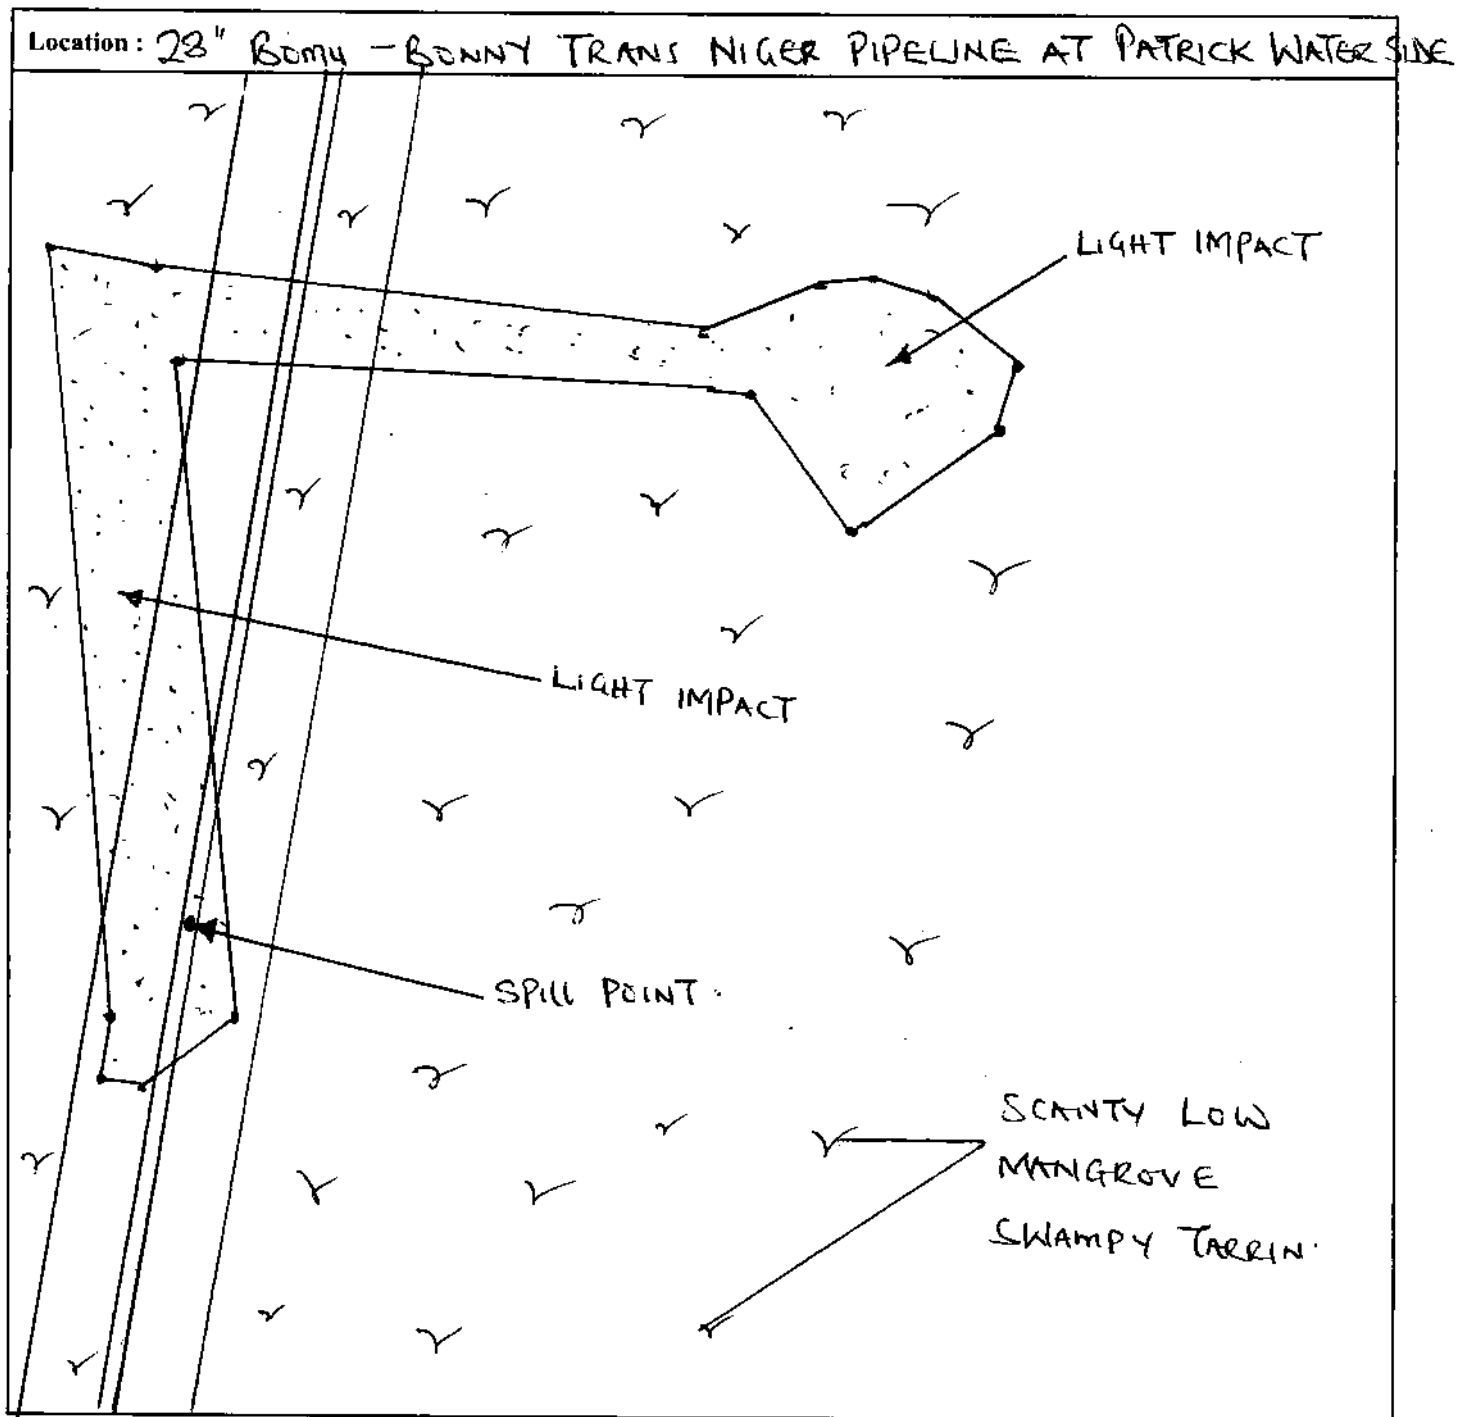 Location : 28" BOMU - BONNY TRANS NIGER PIPELINE AT PATRICK WATER SIDE
LIGHT IMPACT
LIGHT IMPACT
SPILL POINT.
SCANTY LOW
MANGROVE
SWAMPY TARRIN.